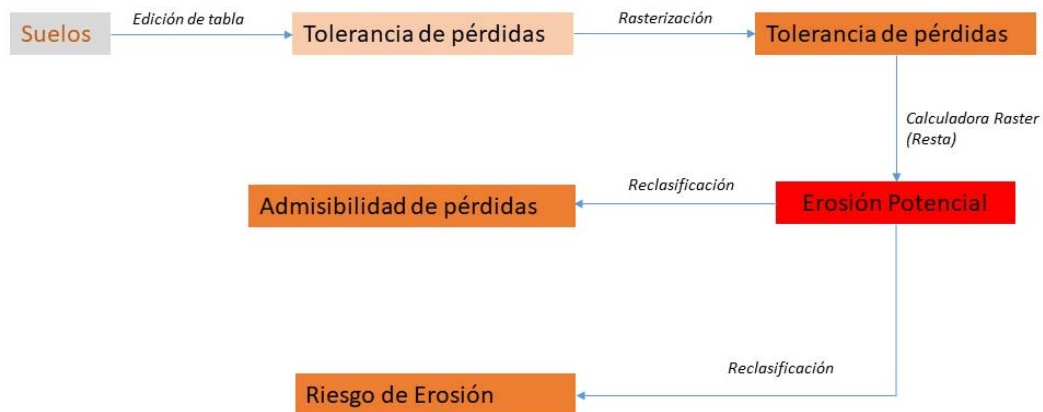 Suelos
Edición de tabla
Tolerancia de pérdidas
Rasterización
Tolerancia de pérdidas
Calculadora Raster
(Resta)
Reclasificación
Admisibilidad de pérdidas
Erosión Potencial
Reclasificación
Riesgo de Erosión